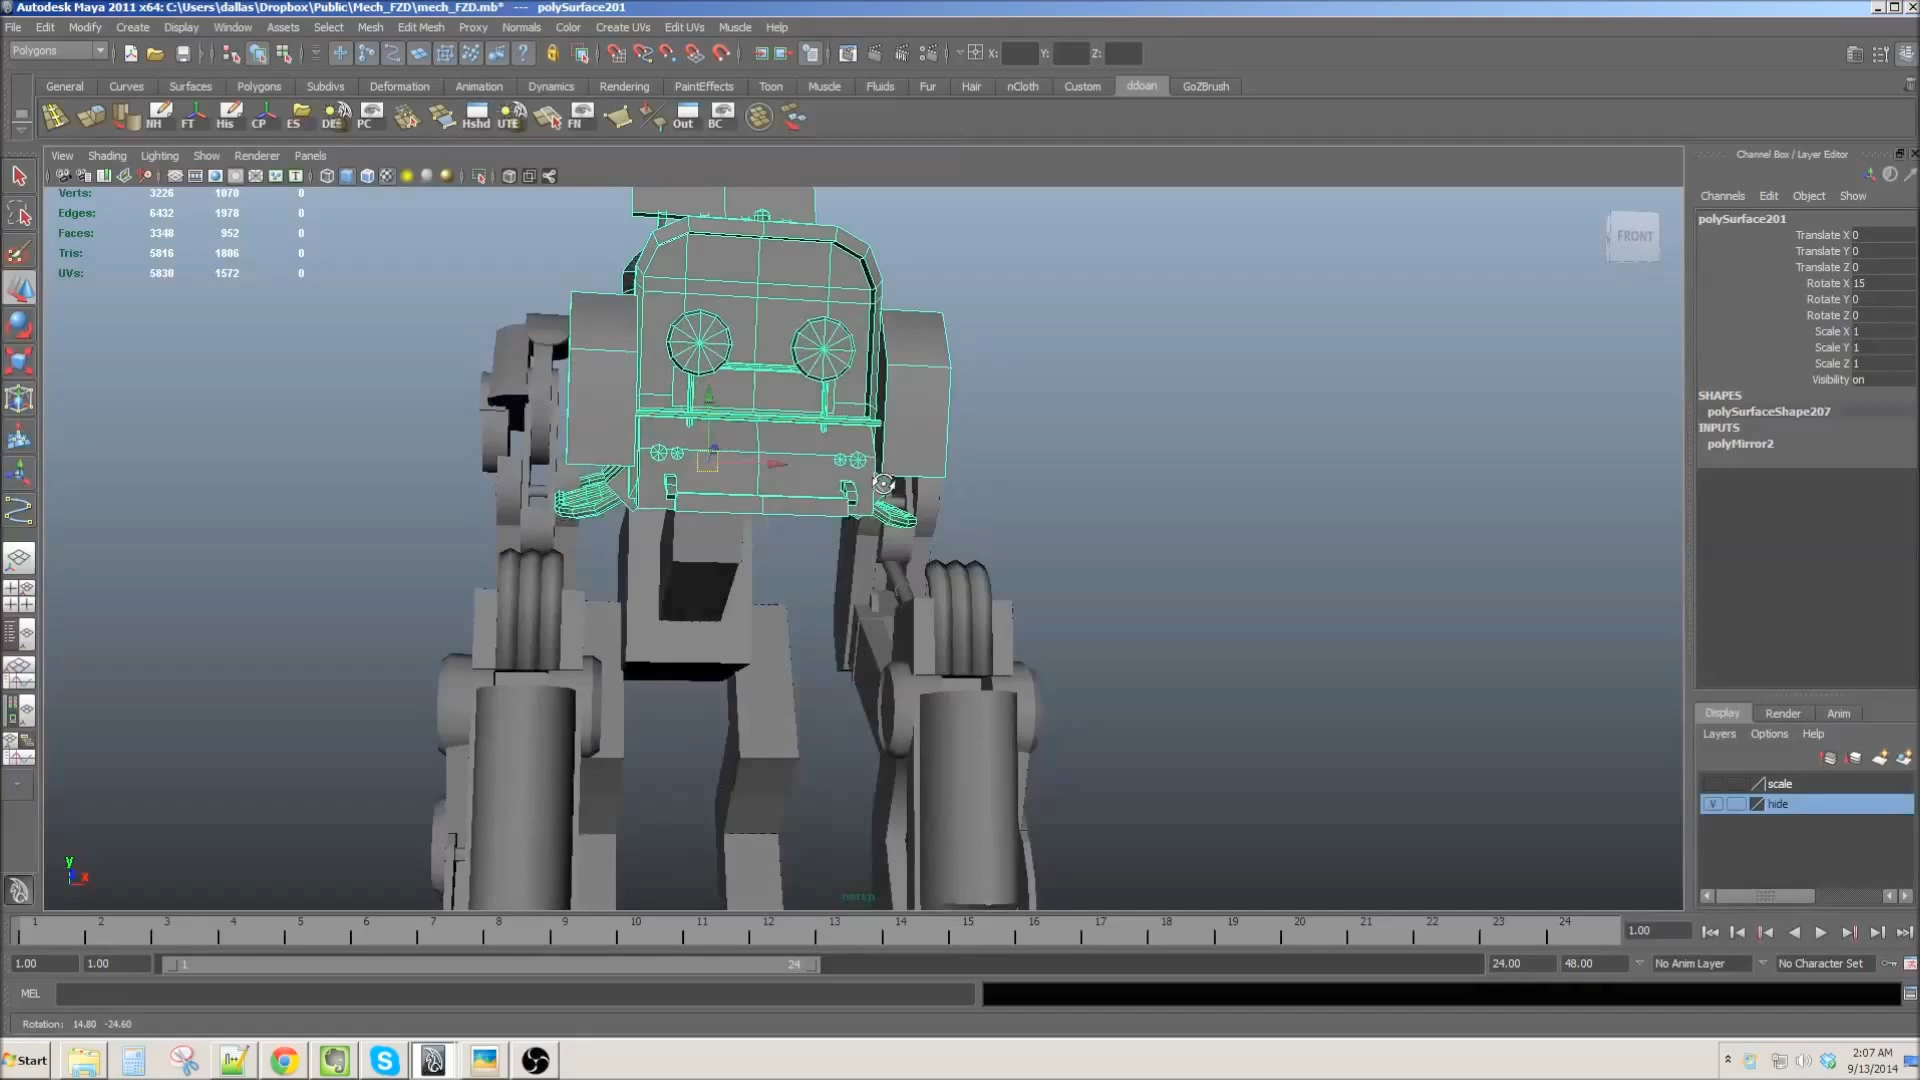 Autodesk Maya 2011 x64: C:\Users\dallas\Dropbox\Public\Mech_FZD\mech_FZD.mb* --- polySurface201
File Edit Modify Create Display Window Assets Select Mesh Edit Mesh Proxy Normals Color Create UVs Edit UVs Muscle Help
Polygons X: Y: Z:
General Curves Surfaces Polygons Subdivs Deformation Animation Dynamics Rendering PaintEffects Toon Muscle Fluids Fur Hair nCloth Custom ddoan GoZBrush
NH FT His CP ES DE PC Hshd UTE FN Out BC
View Shading Lighting Show Renderer Panels
Channel Box / Layer Editor
Verts: 3226 1070 0
Edges: 6432 1978 0
Faces: 3348 952 0
Tris: 5816 1806 0
UVs: 5830 1572 0
FRONT
Channels Edit Object Show
polySurface201
Translate X 0
Translate Y 0
Translate Z 0
Rotate X 15
Rotate Y 0
Rotate Z 0
Scale X 1
Scale Y 1
Scale Z 1
Visibility on
SHAPES
polySurfaceShape207
INPUTS
polyMirror2
Display Render Anim
Layers Options Help
scale
V hide
y
x
persp
1 2 3 4 5 6 7 8 9 10 11 12 13 14 15 16 17 18 19 20 21 22 23 24 1.00
1.00 1.00 1 24 24.00 48.00 No Anim Layer No Character Set
MEL
Rotation: 14.80 -24.60
Start
2:07 AM
9/13/2014